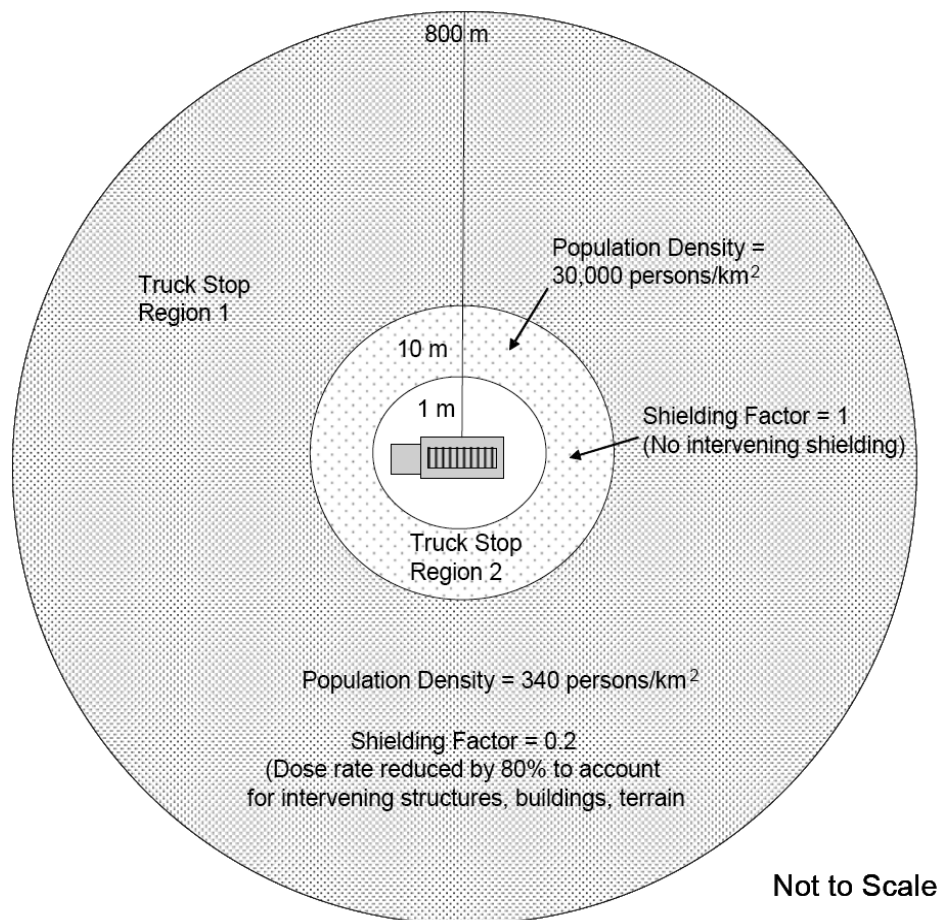 800 m
Population Density =
30,000 persons/km²
Truck Stop
Region 1
10 m
1 m
Shielding Factor = 1
(No intervening shielding)
Truck Stop
Region 2
Population Density = 340 persons/km²
Shielding Factor = 0.2
(Dose rate reduced by 80% to account
for intervening structures, buildings, terrain
Not to Scale